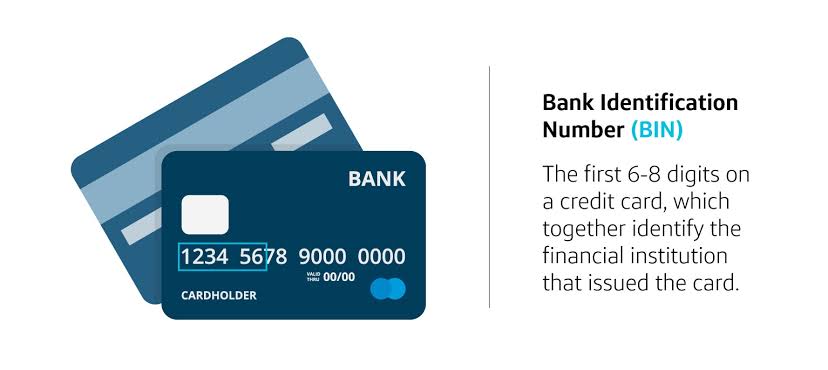 BANK
1234 5678 9000 0000
VALID
THRU 00/00
CARDHOLDER
Bank Identification
Number (BIN)
The first 6-8 digits on
a credit card, which
together identify the
financial institution
that issued the card.